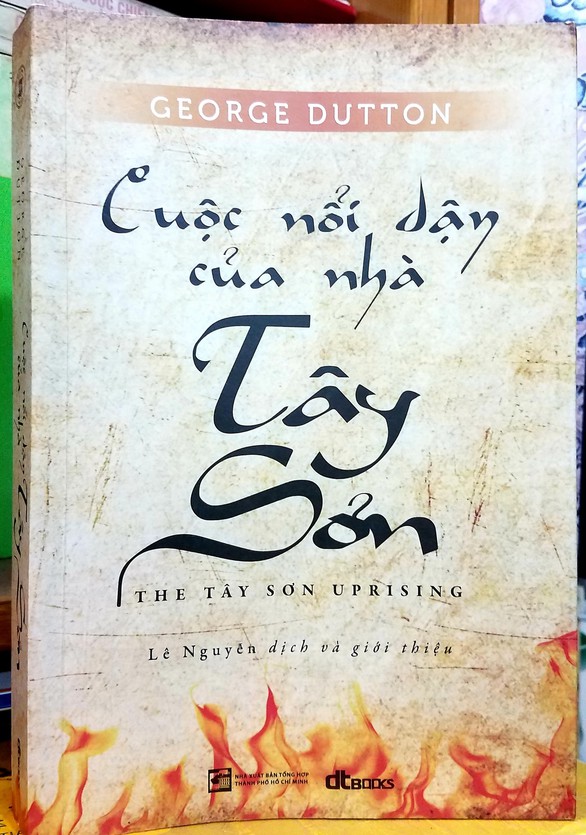 GEORGE DUTTON
Cuộc nổi dậy
của nhà
Tây
Sơn
THE TÂY SƠN UPRISING
Lê Nguyễn dịch và giới thiệu
NHÀ XUẤT BẢN TỔNG HỢP
THÀNH PHỐ HỒ CHÍ MINH
dtBOOKS